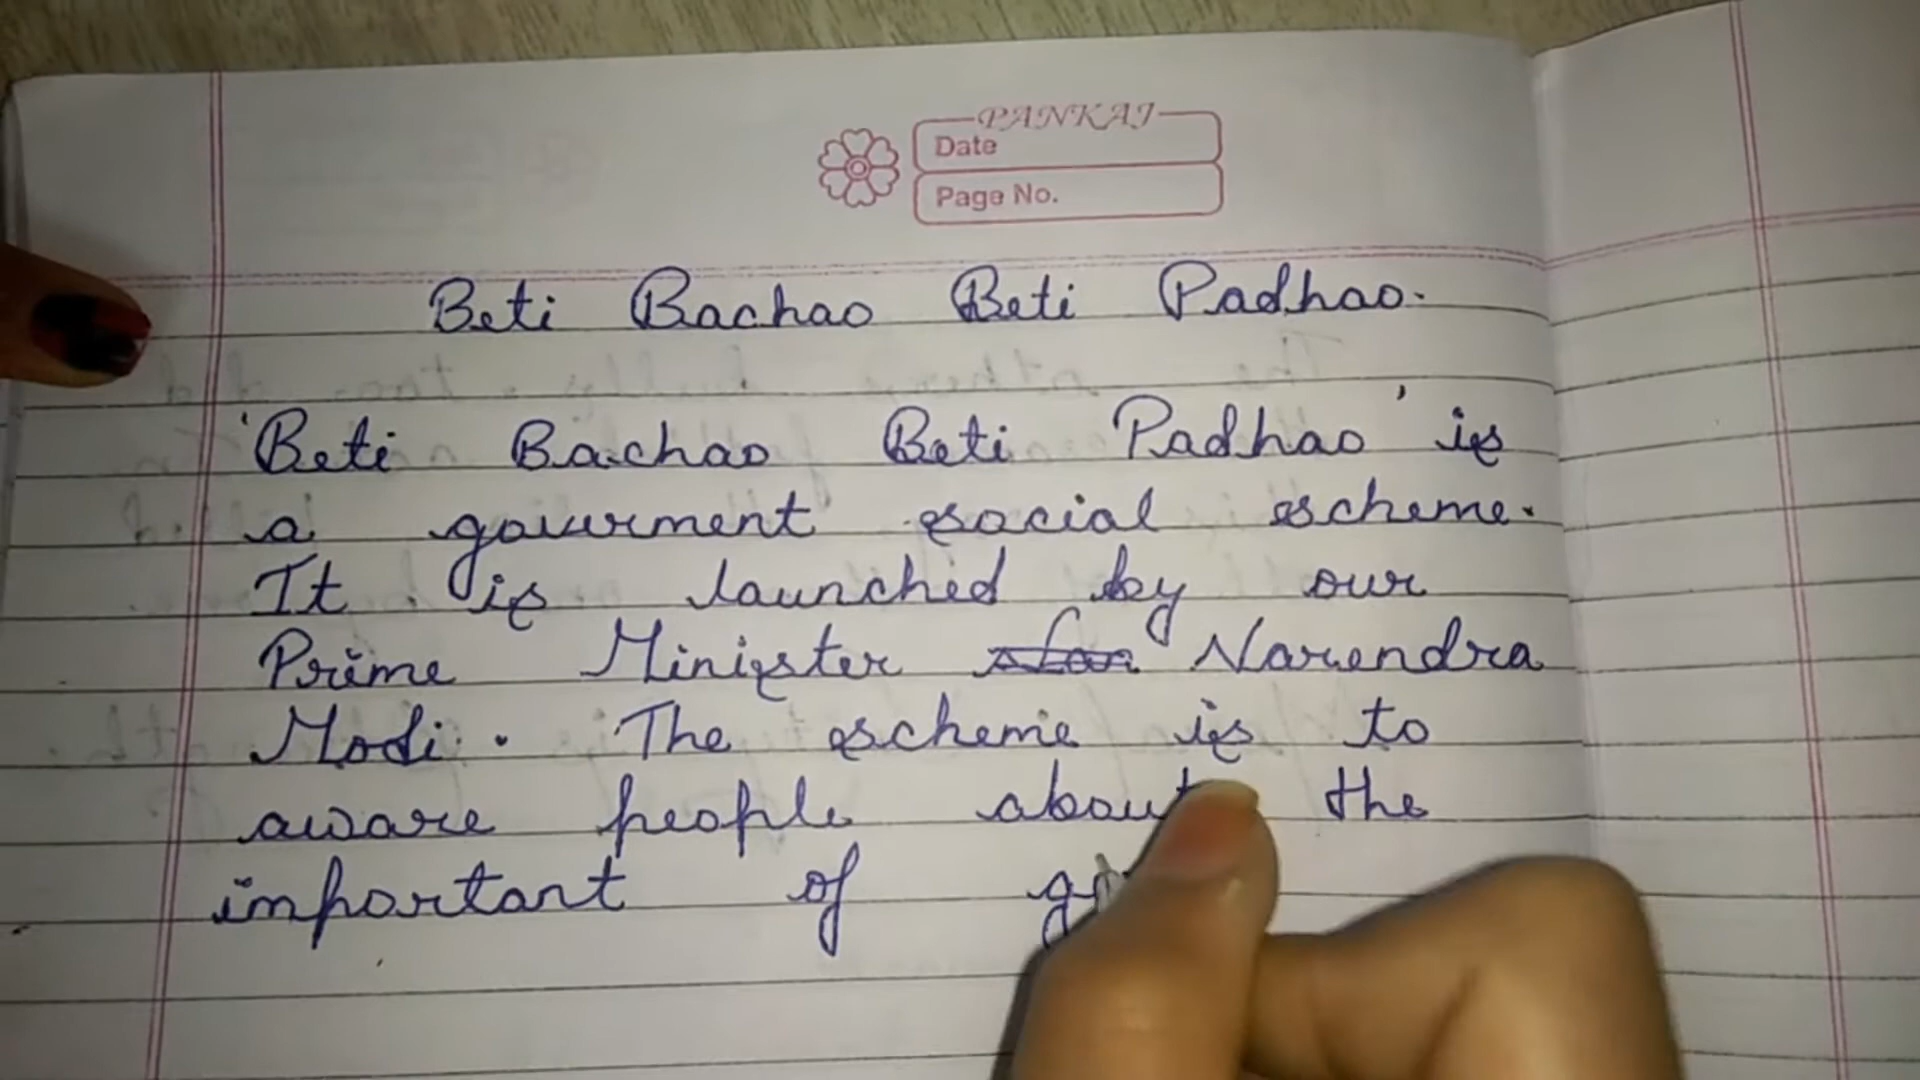 PANKAJ
Date
Page No.
Beti Bachao Beti Padhao.
'Beti Bachao Beti Padhao' is
a gouverment social scheme.
It is launched by our
Prime Minister Narendra
Modi. The scheme is to
aware people about the
important of